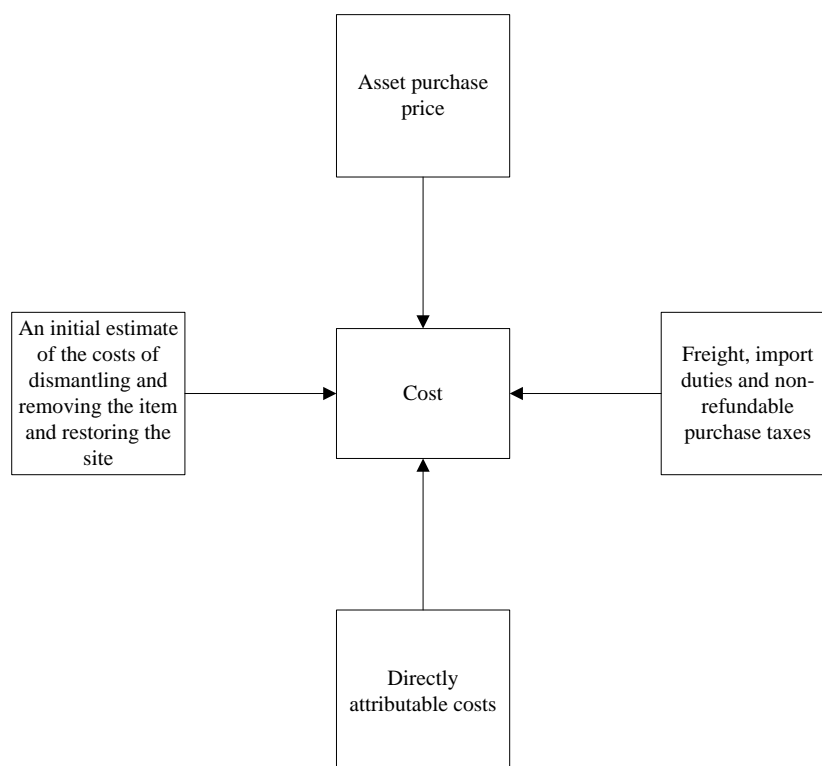 Asset purchase
price
An initial estimate
of the costs of
dismantling and
removing the item
and restoring the
site
Cost
Freight, import
duties and non-
refundable
purchase taxes
Directly
attributable costs